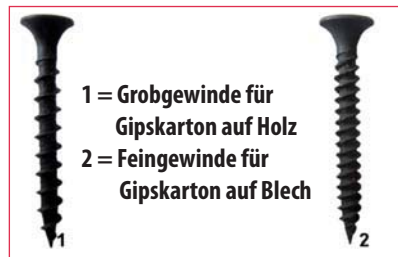 1 = Grobgewinde für
Gipskarton auf Holz
2 = Feingewinde für
Gipskarton auf Blech
1
2